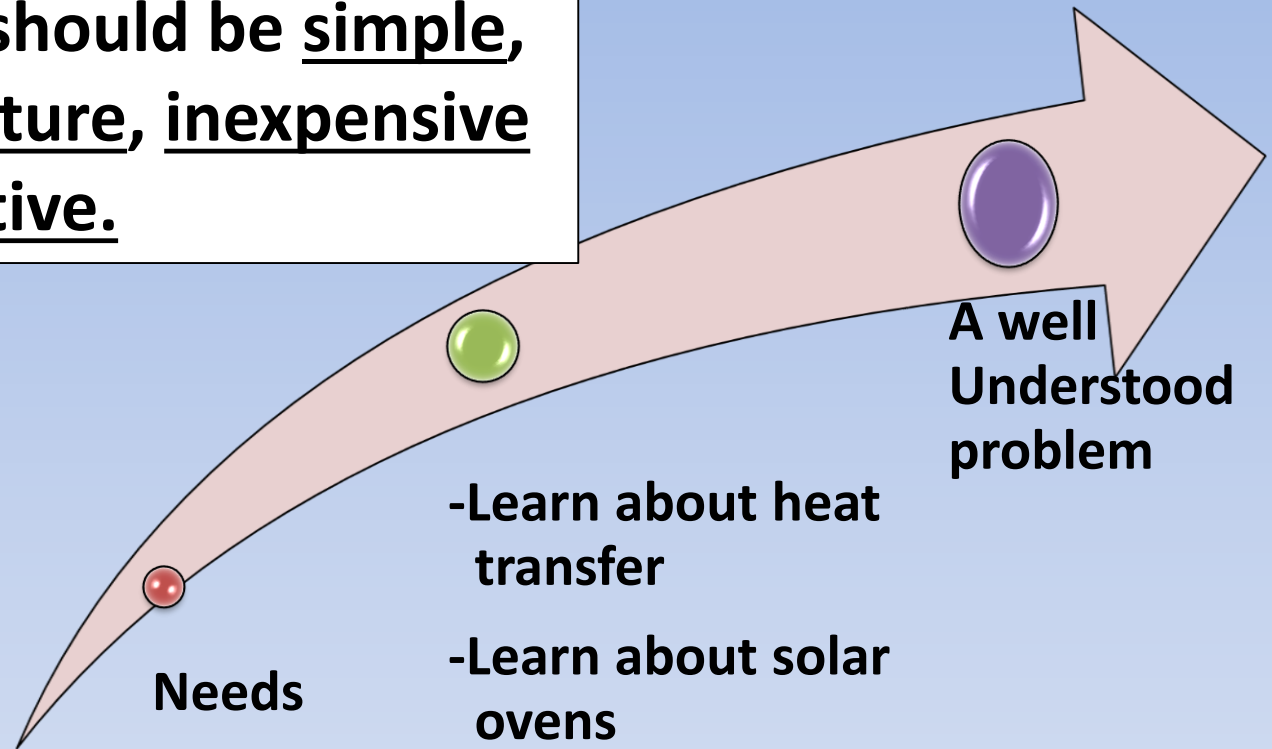 should be simple,
ture, inexpensive
tive.
A well
Understood
problem
-Learn about heat
transfer
-Learn about solar
ovens
Needs